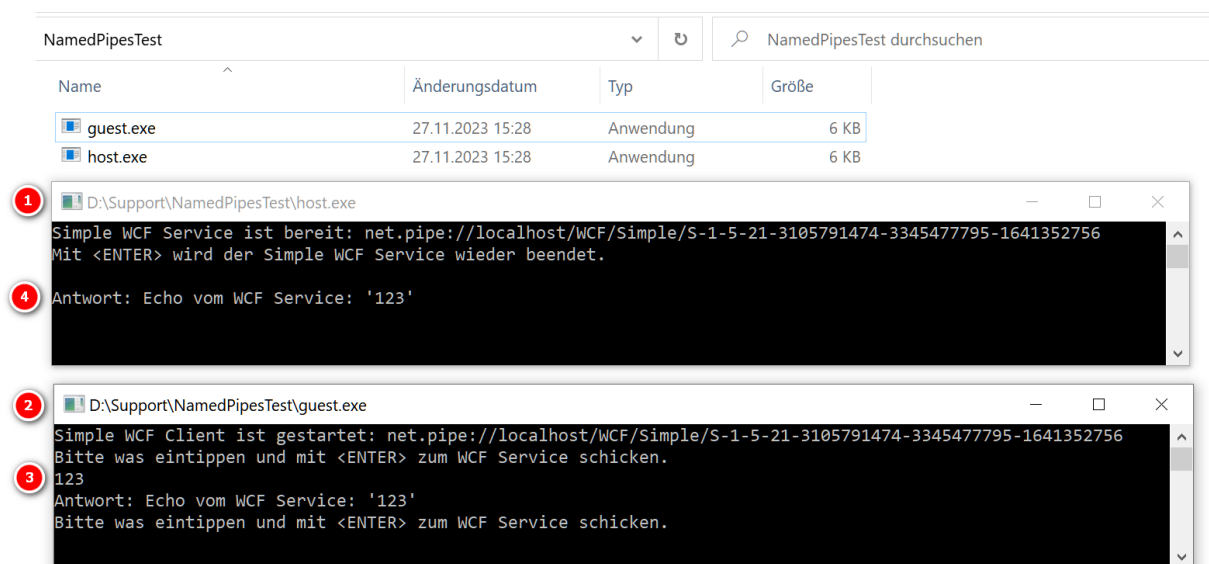 NamedPipesTest NamedPipesTest durchsuchen
Name Änderungsdatum Typ Größe
guest.exe 27.11.2023 15:28 Anwendung 6 KB
host.exe 27.11.2023 15:28 Anwendung 6 KB
1 D:\Support\NamedPipesTest\host.exe
Simple WCF Service ist bereit: net.pipe://localhost/WCF/Simple/S-1-5-21-3105791474-3345477795-1641352756
Mit <ENTER> wird der Simple WCF Service wieder beendet.
4 Antwort: Echo vom WCF Service: '123'
2 D:\Support\NamedPipesTest\guest.exe
Simple WCF Client ist gestartet: net.pipe://localhost/WCF/Simple/S-1-5-21-3105791474-3345477795-1641352756
Bitte was eintippen und mit <ENTER> zum WCF Service schicken.
3 123
Antwort: Echo vom WCF Service: '123'
Bitte was eintippen und mit <ENTER> zum WCF Service schicken.